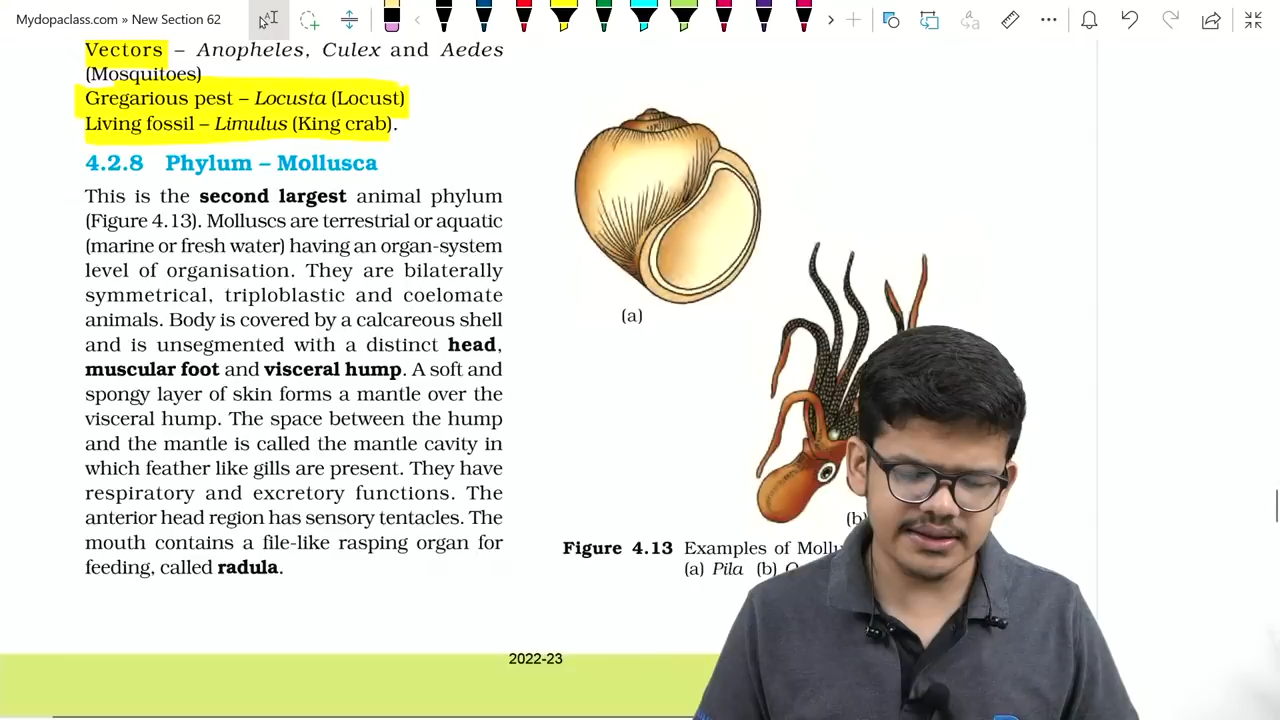 Mydopaclass.com » New Section 62
Vectors – Anopheles, Culex and Aedes
(Mosquitoes)
Gregarious pest – Locusta (Locust)
Living fossil – Limulus (King crab).
4.2.8 Phylum – Mollusca
This is the second largest animal phylum
(Figure 4.13). Molluscs are terrestrial or aquatic
(marine or fresh water) having an organ-system
level of organisation. They are bilaterally
symmetrical, triploblastic and coelomate
animals. Body is covered by a calcareous shell
and is unsegmented with a distinct head,
muscular foot and visceral hump. A soft and
spongy layer of skin forms a mantle over the
visceral hump. The space between the hump
and the mantle is called the mantle cavity in
which feather like gills are present. They have
respiratory and excretory functions. The
anterior head region has sensory tentacles. The
mouth contains a file-like rasping organ for
feeding, called radula.
(a)
(b)
Figure 4.13 Examples of Mollu
(a) Pila (b)
2022-23